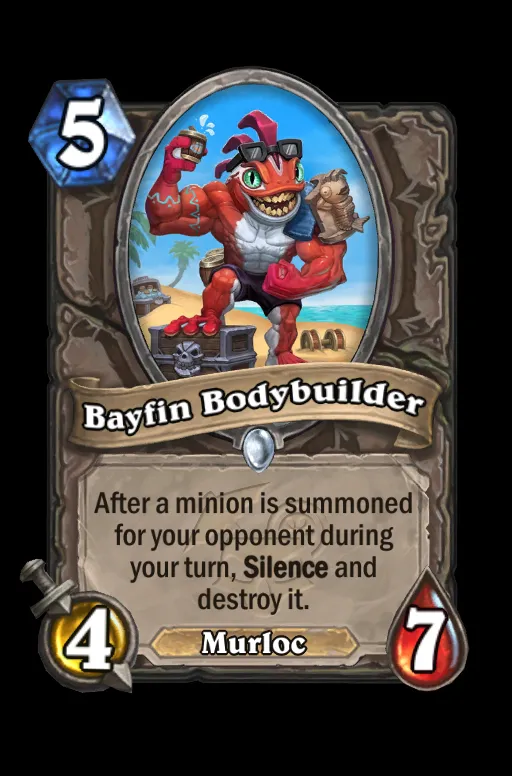 5
Bayfin Bodybuilder
After a minion is summoned
for your opponent during
your turn, Silence and
destroy it.
4
Murloc
7